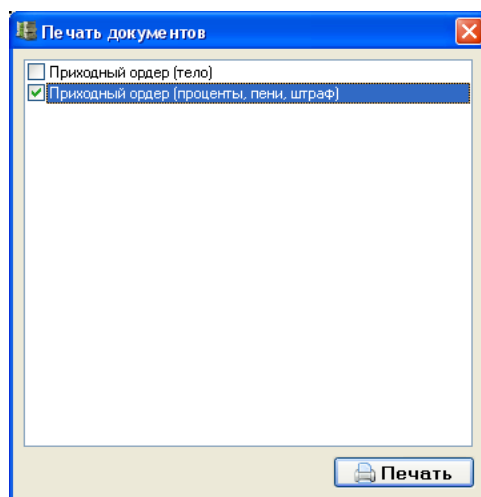 Печать документов
Приходный ордер (тело)
Приходный ордер (проценты, пени, штраф)
Печать